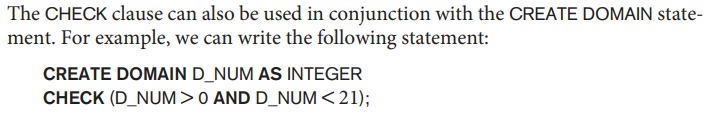 The CHECK clause can also be used in conjunction with the CREATE DOMAIN state-
ment. For example, we can write the following statement:
CREATE DOMAIN D_NUM AS INTEGER
CHECK (D_NUM > 0 AND D_NUM < 21);